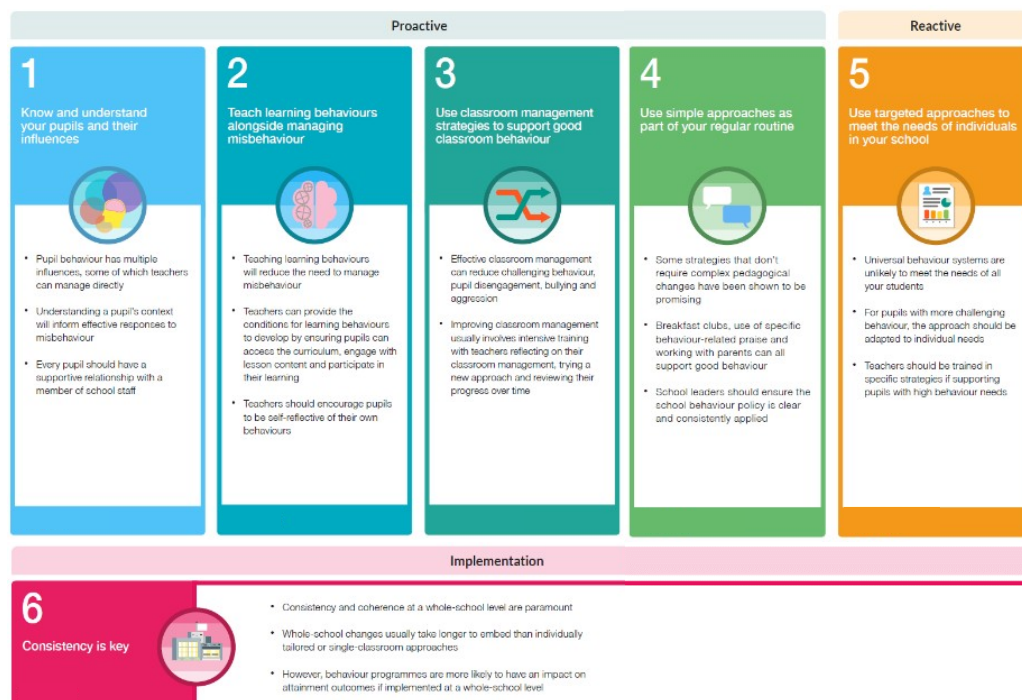 Proactive
Reactive
1
Know and understand
your pupils and their
influences
• Pupil behaviour has multiple
influences, some of which teachers
can manage directly
• Understanding a pupil's context
will inform effective responses to
misbehaviour
• Every pupil should have a
supportive relationship with a
member of school staff
2
Teach learning behaviours
alongside managing
misbehaviour
• Teaching learning behaviours
will reduce the need to manage
misbehaviour
• Teachers can provide the
conditions for learning behaviours
to develop by ensuring pupils can
access the curriculum, engage with
lesson content and participate in
their learning
• Teachers should encourage pupils
to be self-reflective of their own
behaviours
3
Use classroom management
strategies to support good
classroom behaviour
• Effective classroom management
can reduce challenging behaviour,
pupil disengagement, bullying and
aggression
• Improving classroom management
usually involves intensive training
with teachers reflecting on their
classroom management, trying a
new approach and reviewing their
progress over time
4
Use simple approaches as
part of your regular routine
• Some strategies that don't
require complex pedagogical
changes have been shown to be
promising
• Breakfast clubs, use of specific
behaviour-related praise and
working with parents can all
support good behaviour
• School leaders should ensure the
school behaviour policy is clear
and consistently applied
5
Use targeted approaches to
meet the needs of individuals
in your school
• Universal behaviour systems are
unlikely to meet the needs of all
your students
• For pupils with more challenging
behaviour, the approach should be
adapted to individual needs
• Teachers should be trained in
specific strategies if supporting
pupils with high behaviour needs
Implementation
6
Consistency is key
• Consistency and coherence at a whole-school level are paramount
• Whole-school changes usually take longer to embed than individually
tailored or single-classroom approaches
• However, behaviour programmes are more likely to have an impact on
attainment outcomes if implemented at a whole-school level